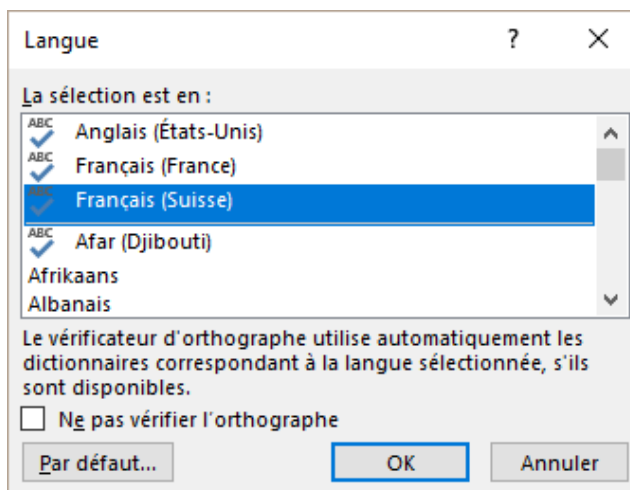 Langue ?
La sélection est en :
ABC Anglais (États-Unis)
ABC Français (France)
ABC Français (Suisse)
ABC Afar (Djibouti)
Afrikaans
Albanais
Le vérificateur d'orthographe utilise automatiquement les
dictionnaires correspondant à la langue sélectionnée, s'ils
sont disponibles.
Ne pas vérifier l'orthographe
Par défaut... OK Annuler